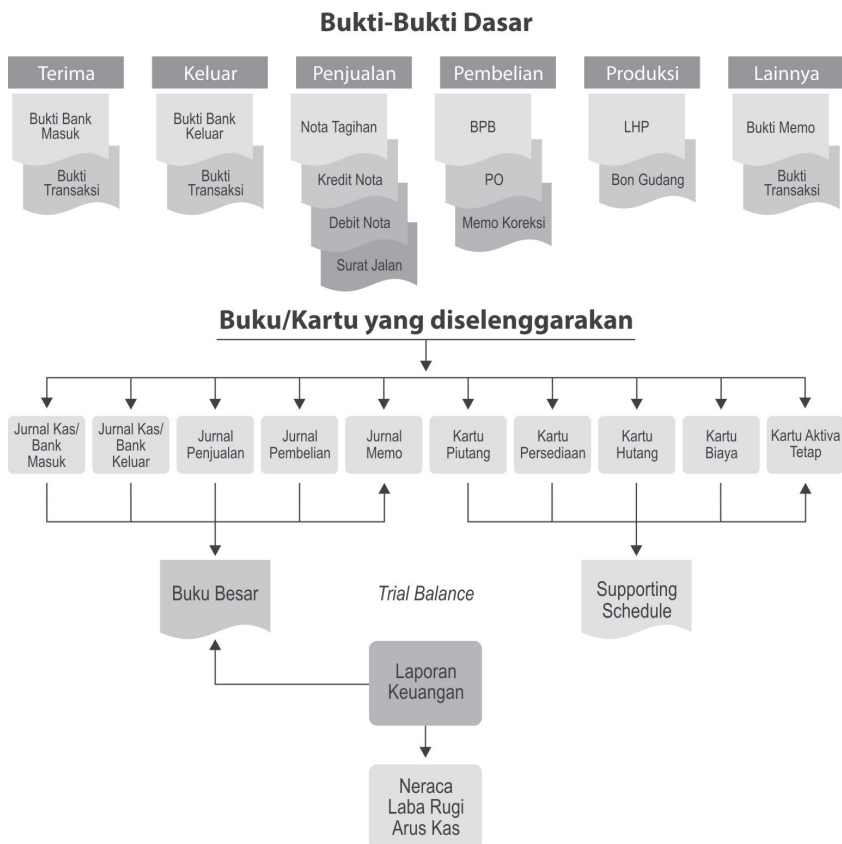 Bukti-Bukti Dasar
Terima
Keluar
Penjualan
Pembelian
Produksi
Lainnya
Bukti Bank
Masuk
Bukti
Transaksi
Bukti Bank
Keluar
Bukti
Transaksi
Nota Tagihan
Kredit Nota
Debit Nota
Surat Jalan
BPB
PO
Memo Koreksi
LHP
Bon Gudang
Bukti Memo
Bukti
Transaksi
Buku/Kartu yang diselenggarakan
Jurnal Kas/
Bank
Masuk
Jurnal Kas/
Bank
Keluar
Jurnal
Penjualan
Jurnal
Pembelian
Jurnal
Memo
Kartu
Piutang
Kartu
Persediaan
Kartu
Hutang
Kartu
Biaya
Kartu Aktiva
Tetap
Buku Besar
Trial Balance
Supporting
Schedule
Laporan
Keuangan
Neraca
Laba Rugi
Arus Kas